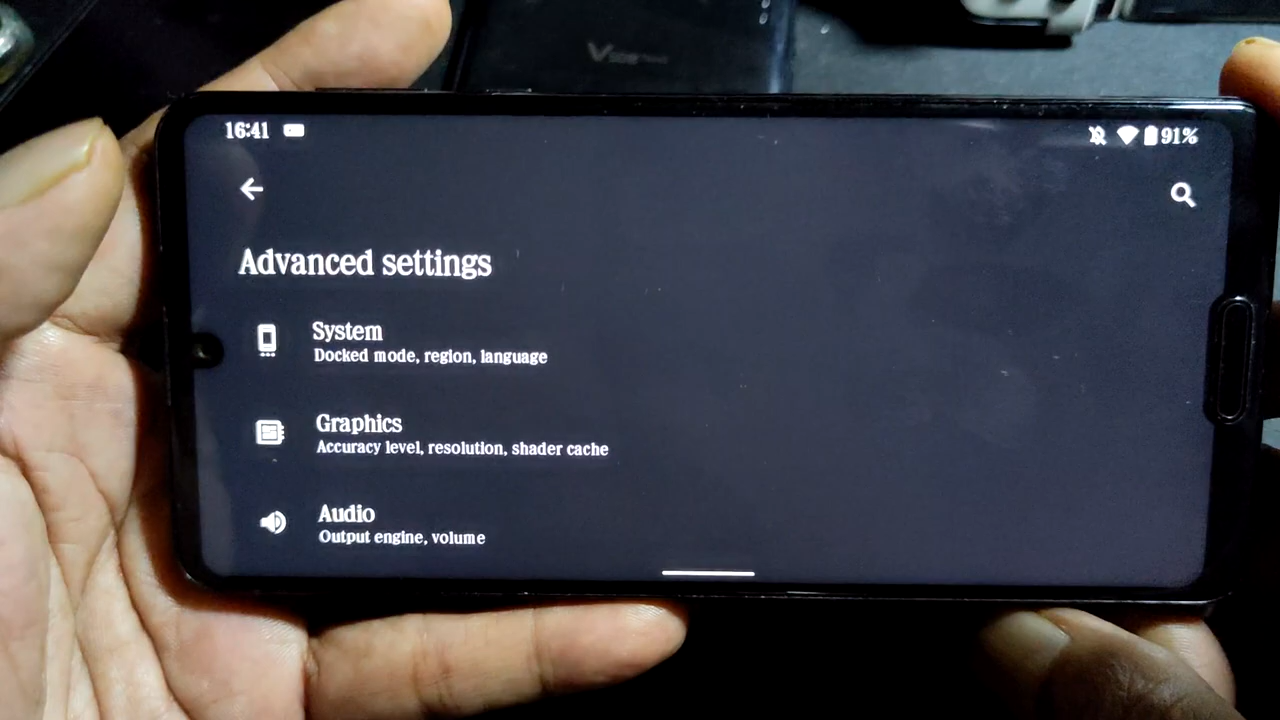 16:41
91%
Advanced settings
System
Docked mode, region, language
Graphics
Accuracy level, resolution, shader cache
Audio
Output engine, volume